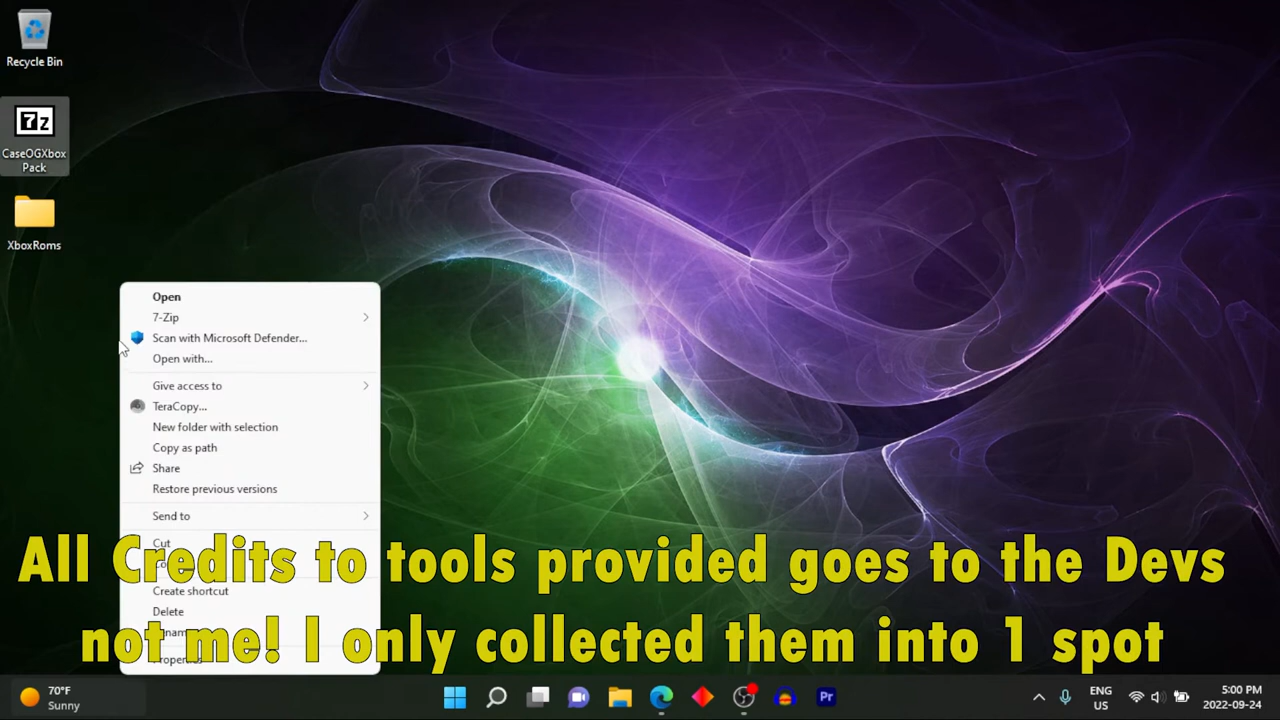 Recycle Bin
7z
CaseOGXbox
Pack
XboxRoms
Open
7-Zip
Scan with Microsoft Defender...
Open with...
Give access to
TeraCopy...
New folder with selection
Copy as path
Share
Restore previous versions
Send to
Cut
Create shortcut
Delete
Properties
All Credits to tools provided goes to the Devs
not me! I only collected them into 1 spot
70°F
Sunny
Pr
ENG
US
5:00 PM
2022-09-24